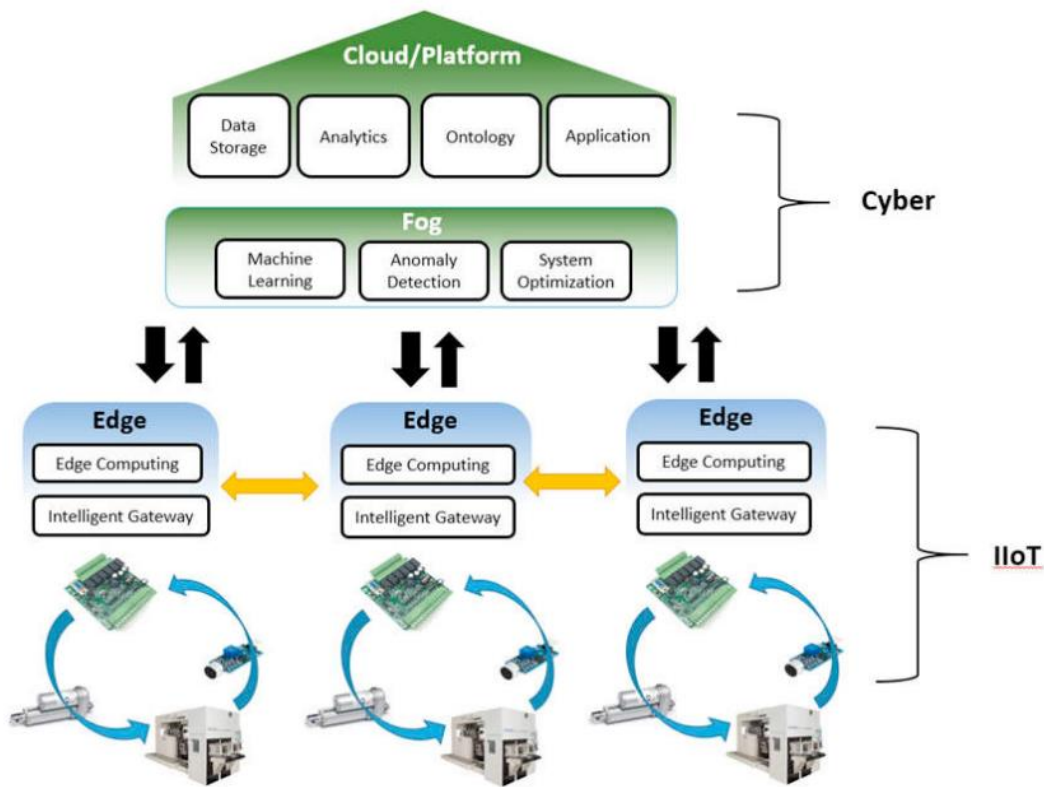 Cloud/Platform
Data
Storage
Analytics
Ontology
Application
Cyber
Fog
Machine
Learning
Anomaly
Detection
System
Optimization
Edge
Edge Computing
Intelligent Gateway
Edge
Edge Computing
Intelligent Gateway
Edge
Edge Computing
Intelligent Gateway
IIoT